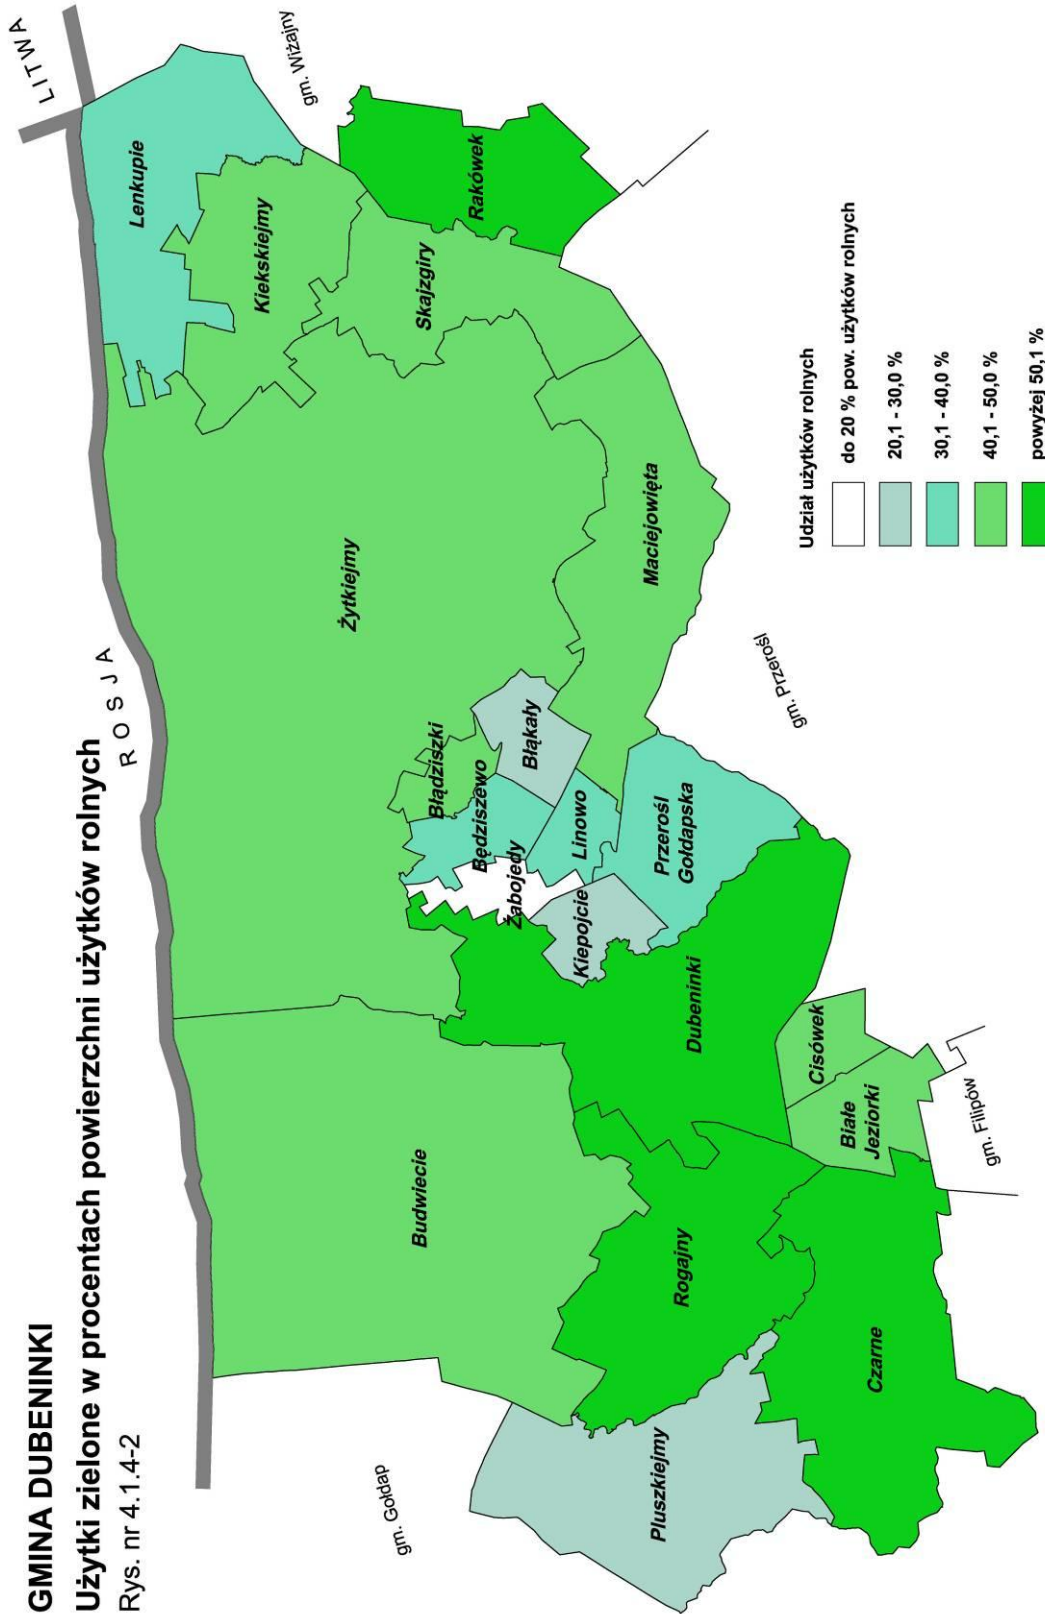 GMINA DUBENINKI
Użytki zielone w procentach powierzchni użytków rolnych
Rys. nr 4.1.4-2
LITWA
ROSJA
gm. Wiżajny
Lenkupie
Kiekskiejmy
Rakówek
Skajzgiry
Żytkiejmy
Maciejowięta
Błędziszki
Błąkały
Będziszewo
Żabojedy
Linowo
Kiepojcie
Przerośl
Gołdapska
gm. Przerośl
Budwiecie
Dubeninki
Cisówek
Białe
Jeziorki
gm. Filipów
Rogajny
Czarne
Pluszkiejmy
gm. Gołdap
Udział użytków rolnych
do 20 % pow. użytków rolnych
20,1 - 30,0 %
30,1 - 40,0 %
40,1 - 50,0 %
powyżej 50,1 %